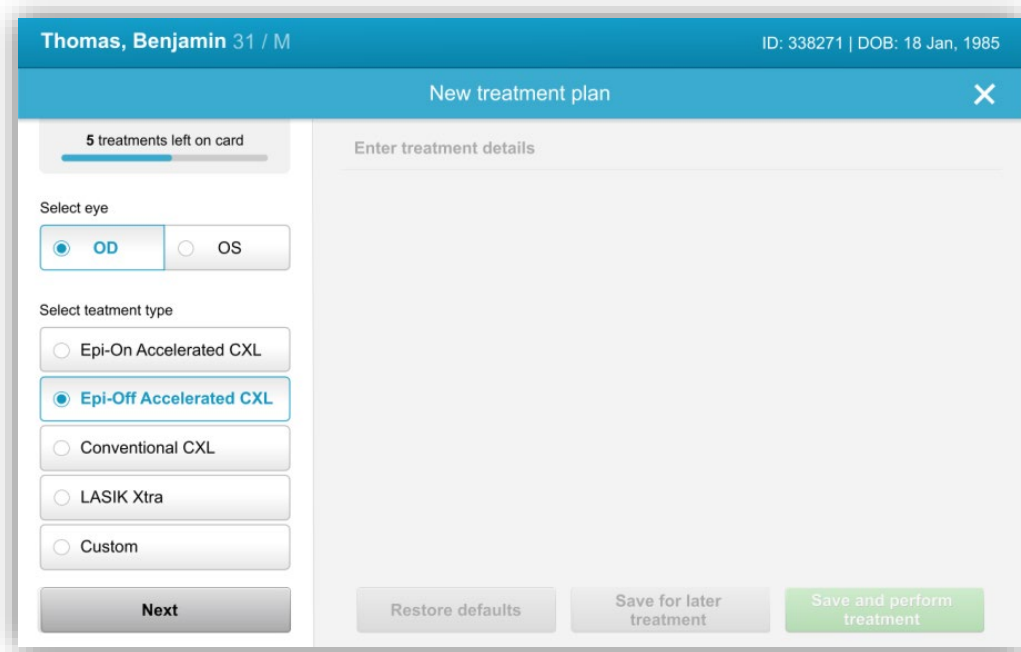 Thomas, Benjamin 31 / M
ID: 338271 | DOB: 18 Jan, 1985
New treatment plan
5 treatments left on card
Enter treatment details
Select eye
OD
OS
Select teatment type
Epi-On Accelerated CXL
Epi-Off Accelerated CXL
Conventional CXL
LASIK Xtra
Custom
Next
Restore defaults
Save for later
treatment
Save and perform
treatment